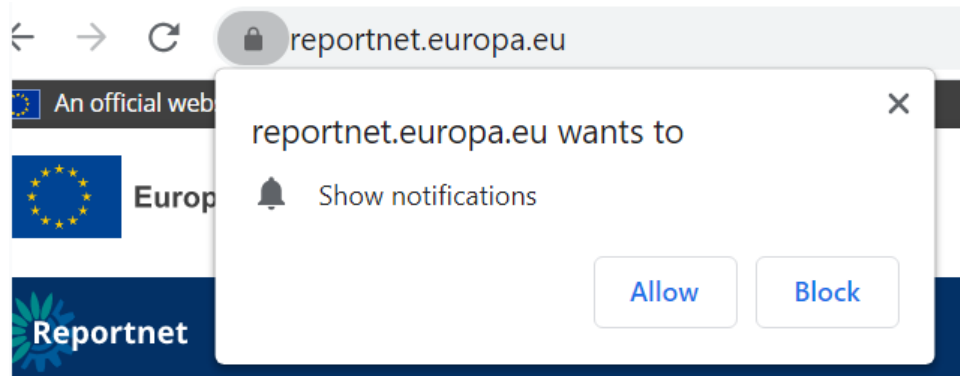 reportnet.europa.eu
An official web
reportnet.europa.eu wants to
Show notifications
Europ
Allow Block
Reportnet